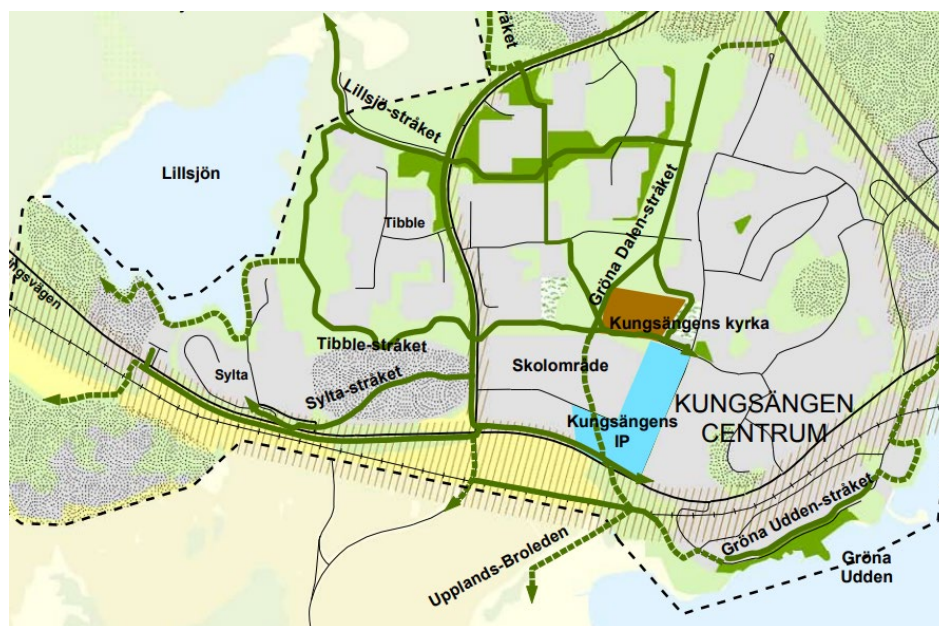 stråket
Lillsjö-stråket
Lillsjön
Tibble
Gröna Dalen-stråket
Kungsängens kyrka
Tibble-stråket
Skolområde
Sylta
Sylta-stråket
Kungsängens
IP
KUNGSÄNGEN
CENTRUM
Gröna Udden-stråket
Gröna
Udden
Upplands-Broleden